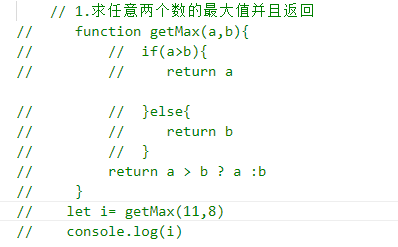 // 1.求任意两个数的最大值并且返回
//     function getMax(a,b){
//         //  if(a>b){
//         //     return a
//         //  }else{
//         //     return b
//         //  }
//         return a > b ? a :b
//     }
//    let i= getMax(11,8)
//    console.log(i)